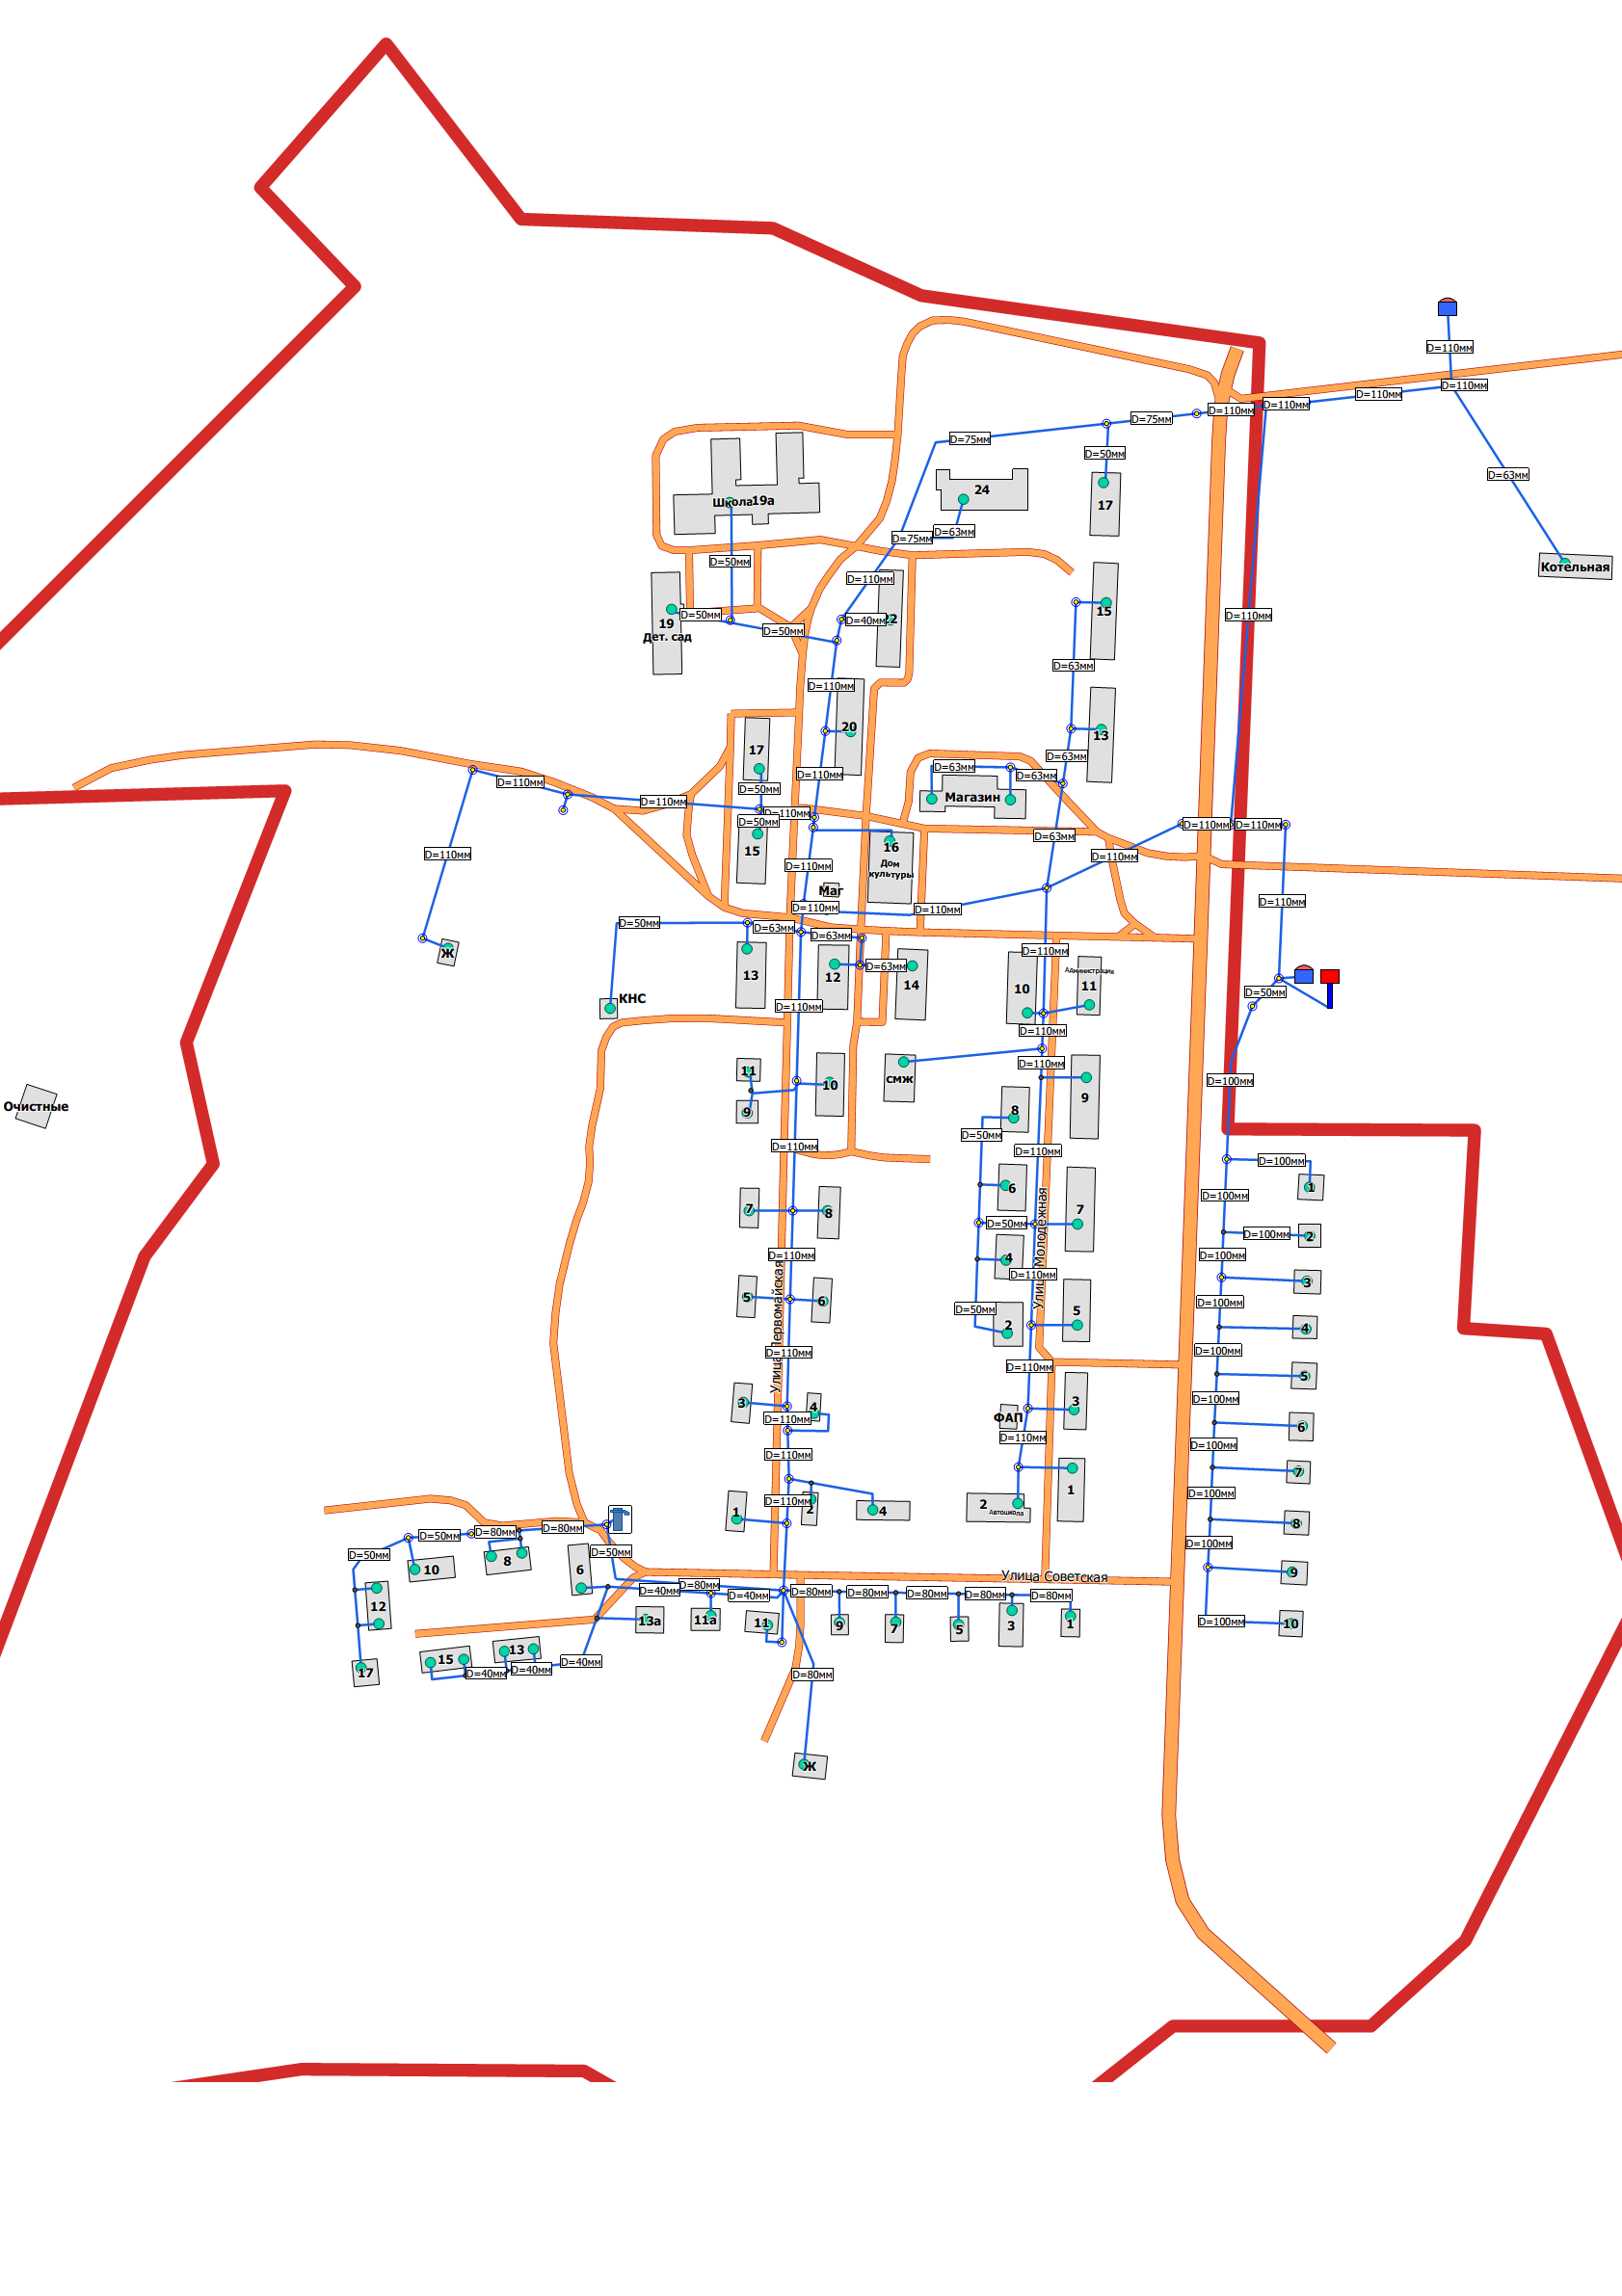 D=110мм
D=110мм
D=110мм
D=110мм
D=110мм
D=75мм
D=75мм
D=50мм
D=63мм
24
Школа 19а
17
D=63мм
D=75мм
D=50мм
Котельная
D=110мм
15
D=50мм
D=40мм
D=110мм
19
D=50мм
Дет. сад
D=63мм
D=110мм
20
13
17
D=63мм
D=63мм
D=63мм
D=110мм
D=110мм
D=50мм
Магазин
D=110мм
D=110мм
D=50мм
D=110мм
D=110мм
D=63мм
16
15
D=110мм
D=110мм
Дом
культуры
D=110мм
Маг
D=110мм
D=110мм
D=110мм
D=50мм
D=63мм
D=63мм
Ж
D=110мм
D=63мм
Администрация
13
12
14
10
11
D=50мм
КНС
D=110мм
D=110мм
D=110мм
11
10
смж
D=100мм
9
Очистные
9
8
D=50мм
D=110мм
D=110мм
D=100мм
1
6
D=100мм
7
8
7
D=50мм
D=100мм
2
D=110мм
4
D=100мм
D=110мм
3
5
6
D=50мм
5
D=100мм
2
4
Улица Первомайская
Улица Молодежная
D=110мм
D=100мм
D=110мм
5
3
4
3
D=100мм
D=110мм
ФАП
6
D=110мм
D=110мм
D=100мм
7
1
D=110мм
2
4
2
Автошкола
1
D=100мм
8
D=80мм
D=80мм
D=50мм
D=100мм
D=50мм
D=50мм
8
10
6
9
Улица Советская
D=80мм
D=40мм
D=40мм
D=80мм
D=80мм
D=80мм
D=80мм
D=80мм
12
13а
11а
11
9
7
5
3
1
D=100мм
10
13
15
D=40мм
D=40мм
D=40мм
17
D=80мм
Ж